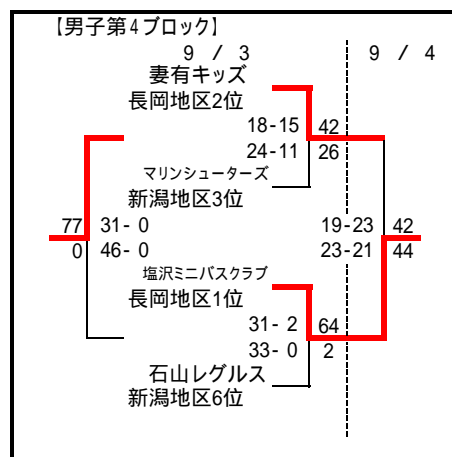 【男子第4ブロック】
9 / 3
9 / 4
妻有キッズ
長岡地区2位
18-15 42
24-11 26
マリンシューターズ
新潟地区3位
77 31- 0
0 46- 0
19-23 42
23-21 44
塩沢ミニバスクラブ
長岡地区1位
31- 2 64
33- 0 2
石山レグルス
新潟地区6位